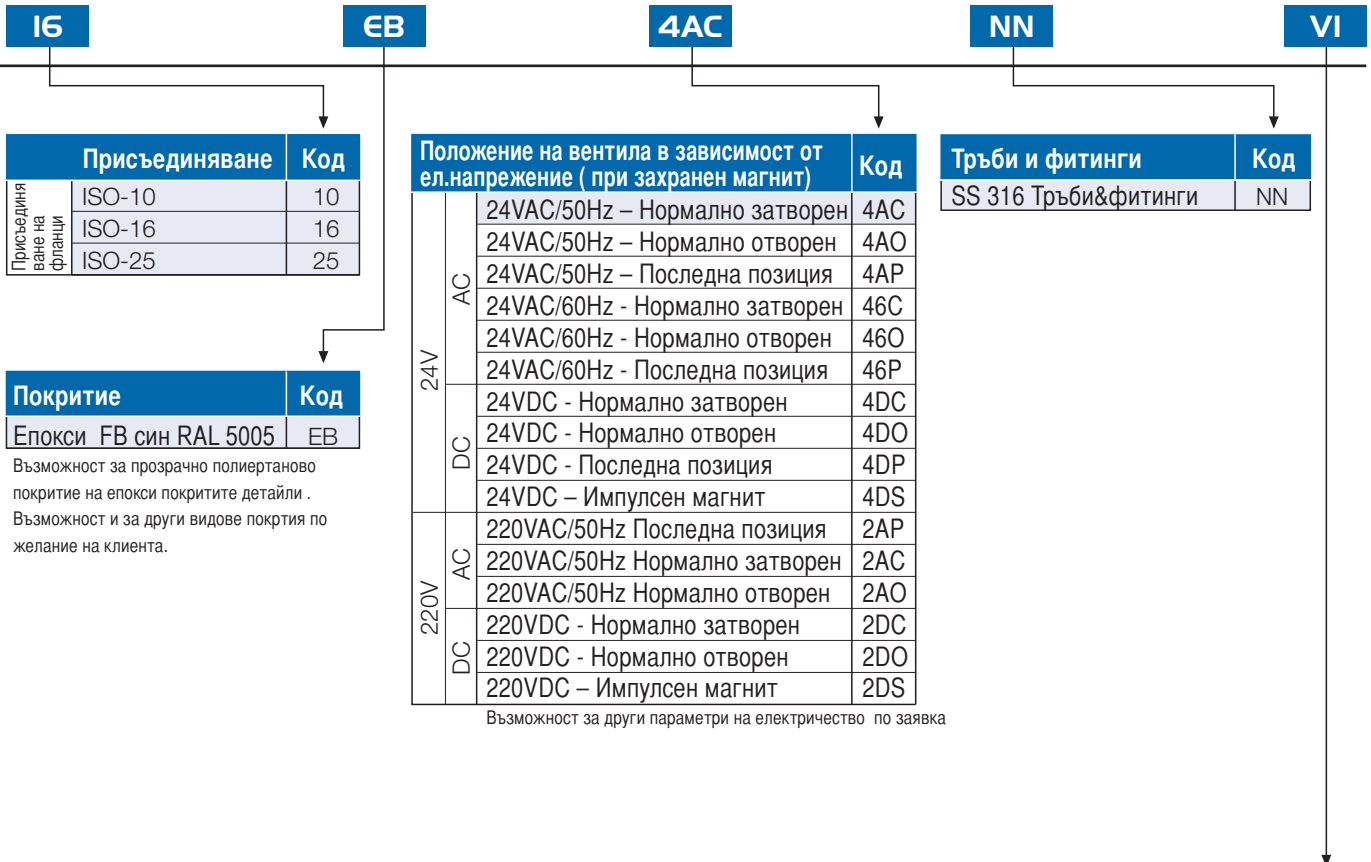 16 EB 4AC NN VI
Присъединяване Код
Присъединя
ване на
фланци
ISO-10 10
ISO-16 16
ISO-25 25
Покритие Код
Епокси FB син RAL 5005 EB
Възможност за прозрачно полиертаново
покритие на епокси покритите детайли .
Възможност и за други видове покртия по
желание на клиента.
Положение на вентила в зависимост от
ел.напрежение ( при захранен магнит) Код
24V
AC
24VAC/50Hz – Нормално затворен 4AC
24VAC/50Hz – Нормално отворен 4AO
24VAC/50Hz – Последна позиция 4AP
24VAC/60Hz - Нормално затворен 46C
24VAC/60Hz - Нормално отворен 46O
24VAC/60Hz - Последна позиция 46P
DC
24VDC - Нормално затворен 4DC
24VDC - Нормално отворен 4DO
24VDC - Последна позиция 4DP
24VDC – Импулсен магнит 4DS
220V
AC
220VAC/50Hz Последна позиция 2AP
220VAC/50Hz Нормално затворен 2AC
220VAC/50Hz Нормално отворен 2AO
DC
220VDC - Нормално затворен 2DC
220VDC - Нормално отворен 2DO
220VDC – Импулсен магнит 2DS
Възможност за други параметри на електричество по заявка
Тръби и фитинги Код
SS 316 Тръби&фитинги NN